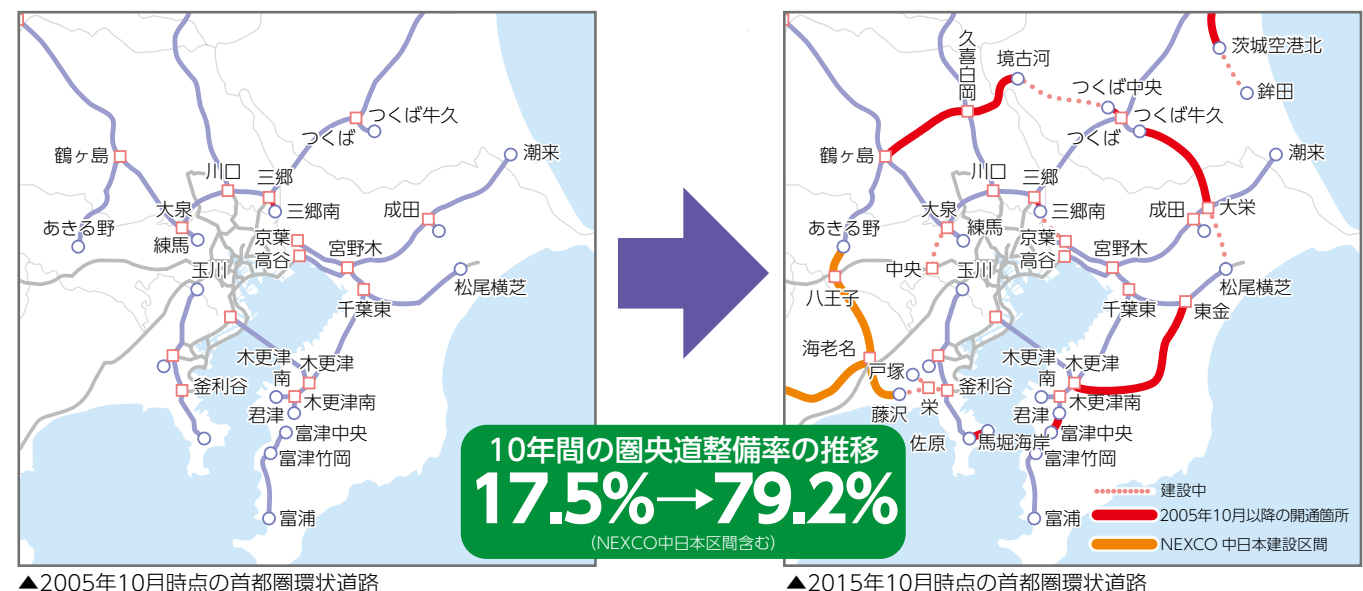 つくば牛久
つくば
鶴ヶ島
川口
三郷
潮来
大泉
三郷南
成田
あきる野
練馬
京葉
高谷
宮野木
玉川
松尾横芝
千葉東
木更津
南
木更津
釜利谷
木更津南
君津
富津中央
富津竹岡
富浦
▲2005年10月時点の首都圏環状道路
久喜白岡
境古河
茨城空港北
つくば中央
鉾田
つくば牛久
つくば
鶴ヶ島
川口
三郷
潮来
大泉
三郷南
成田
大栄
あきる野
練馬
京葉
高谷
宮野木
中央
玉川
松尾横芝
八王子
千葉東
東金
海老名
戸塚
木更津
南
木更津
釜利谷
木更津南
藤沢
栄
君津
佐原
馬堀海岸
富津中央
富津竹岡
富浦
建設中
2005年10月以降の開通箇所
NEXCO 中日本建設区間
▲2015年10月時点の首都圏環状道路
10年間の圏央道整備率の推移
17.5%→79.2%
(NEXCO中日本区間含む)